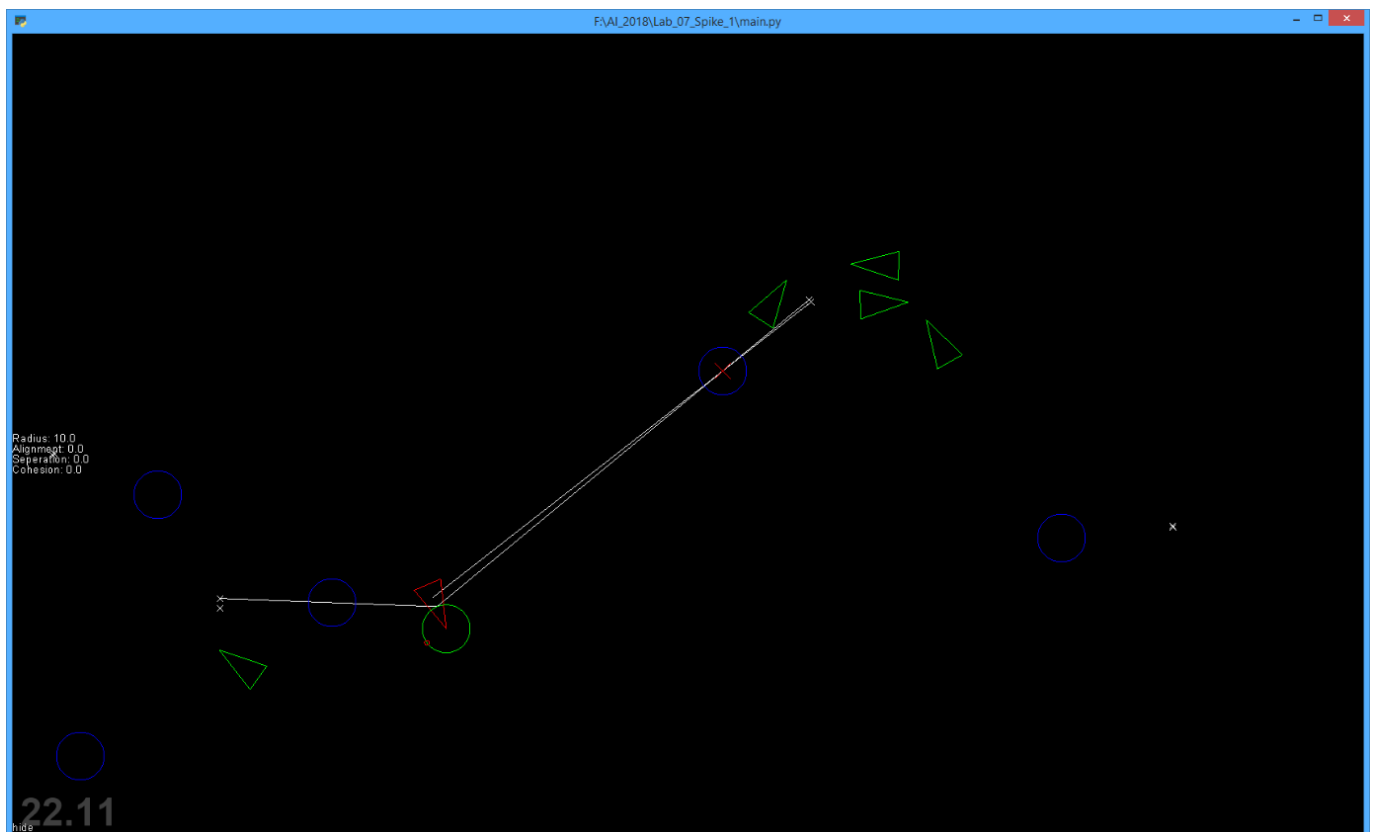 F:\AI_2018\Lab_07_Spike_1\main.py
Radius: 10.0
Alignment: 0.0
Seperation: 0.0
Cohesion: 0.0
22.11
hide